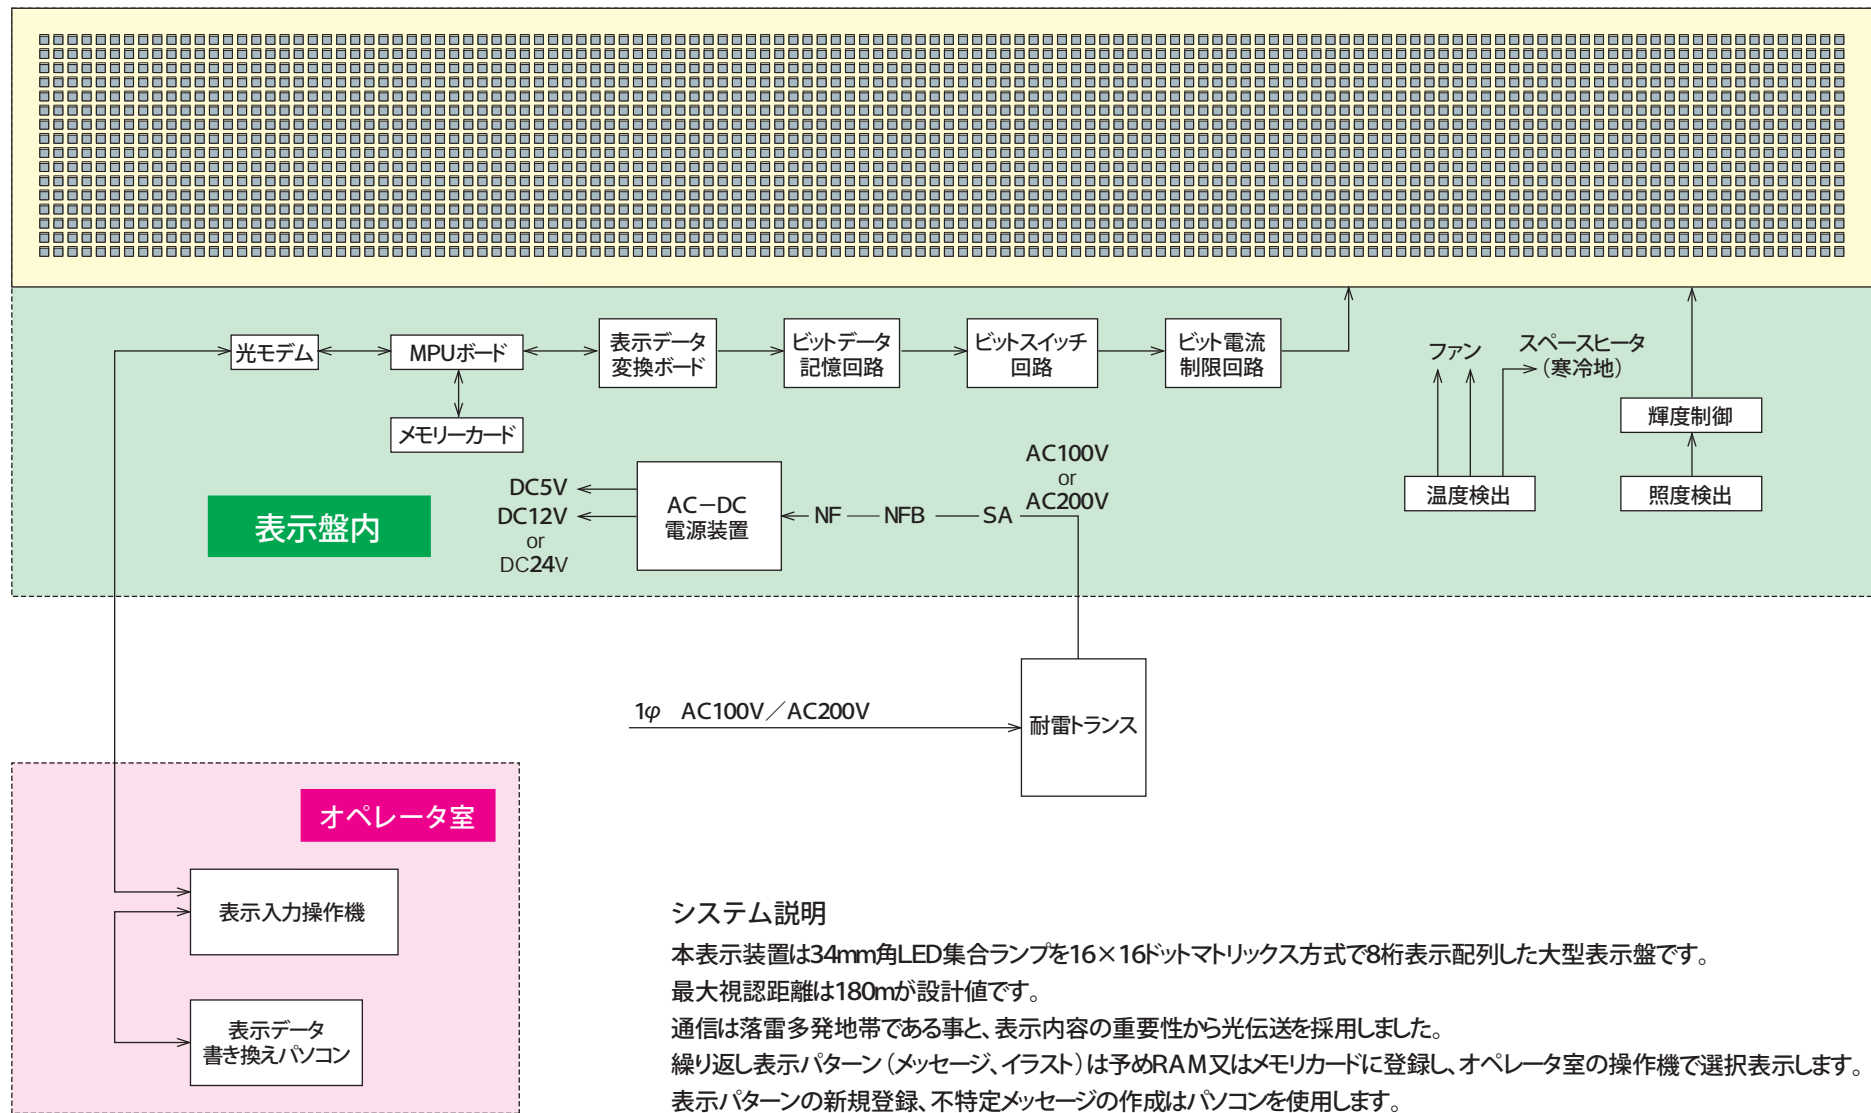 光モデム
MPUボード
メモリーカード
表示データ
変換ボード
ビットデータ
記憶回路
ビットスイッチ
回路
ビット電流
制限回路
ファン
スペースヒータ
（寒冷地）
輝度制御
温度検出
照度検出
表示盤内
DC5V
DC12V
or
DC24V
AC－DC
電源装置
NF
NFB
SA
AC100V
or
AC200V
1φ AC100V／AC200V
耐雷トランス
オペレータ室
表示入力操作機
表示データ
書き換えパソコン
システム説明
本表示装置は34mm角LED集合ランプを16×16ドットマトリックス方式で8桁表示配列した大型表示盤です。
最大視認距離は180mが設計値です。
通信は落雷多発地帯である事と、表示内容の重要性から光伝送を採用しました。
繰り返し表示パターン（メッセージ、イラスト）は予めRAM又はメモリカードに登録し、オペレータ室の操作機で選択表示します。
表示パターンの新規登録、不特定メッセージの作成はパソコンを使用します。